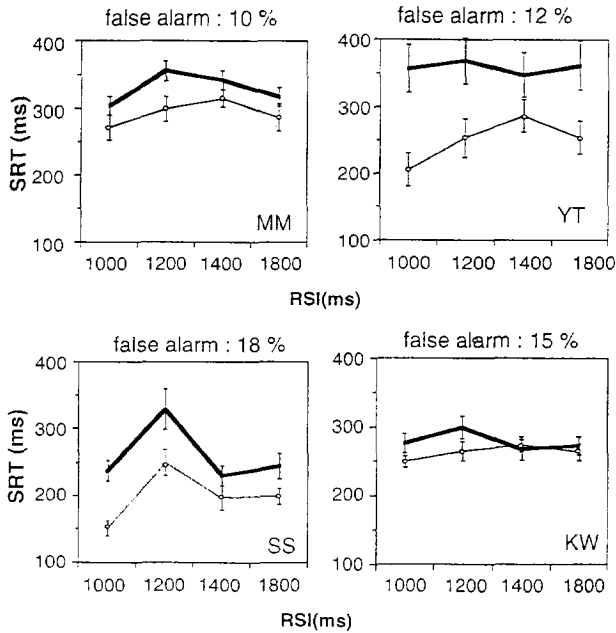 false alarm : 10 %
400
300
200
100
SRT (ms)
MM
1000 1200 1400 1800
false alarm : 12 %
400
300
200
100
YT
1000 1200 1400 1800
RSI(ms)
false alarm : 18 %
400
300
200
100
SRT (ms)
SS
1000 1200 1400 1800
RSI(ms)
false alarm : 15 %
400
300
200
100
KW
1000 1200 1400 1800